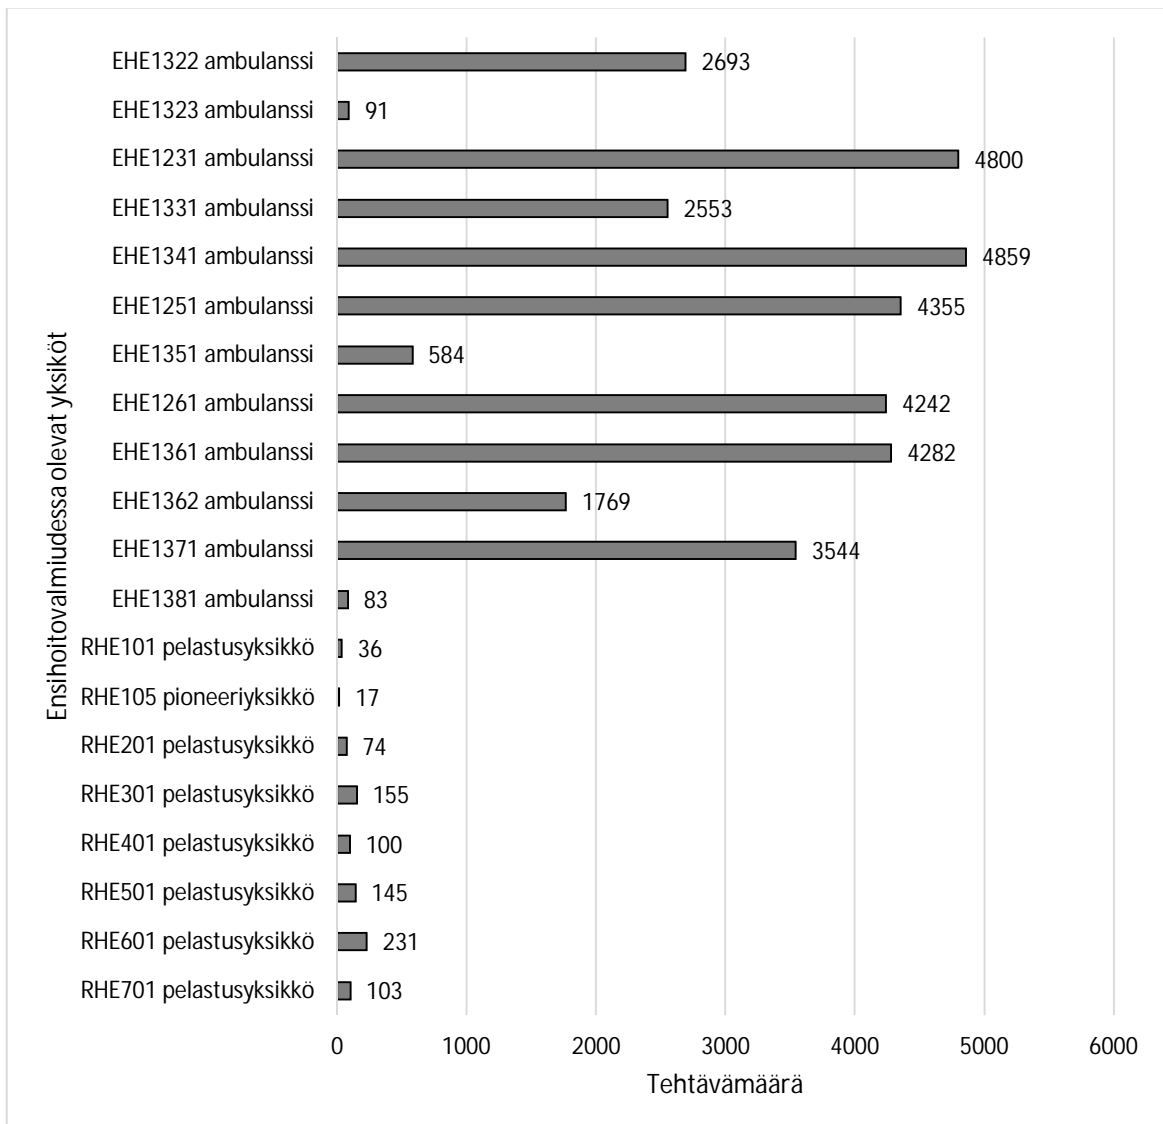 EHE1322 ambulanssi 2693
EHE1323 ambulanssi 91
EHE1231 ambulanssi 4800
EHE1331 ambulanssi 2553
EHE1341 ambulanssi 4859
EHE1251 ambulanssi 4355
EHE1351 ambulanssi 584
EHE1261 ambulanssi 4242
EHE1361 ambulanssi 4282
EHE1362 ambulanssi 1769
EHE1371 ambulanssi 3544
EHE1381 ambulanssi 83
RHE101 pelastusyksikkö 36
RHE105 pioneeriyksikkö 17
RHE201 pelastusyksikkö 74
RHE301 pelastusyksikkö 155
RHE401 pelastusyksikkö 100
RHE501 pelastusyksikkö 145
RHE601 pelastusyksikkö 231
RHE701 pelastusyksikkö 103
Ensihoitovalmiudessa olevat yksiköt
0 1000 2000 3000 4000 5000 6000
Tehtävämäärä